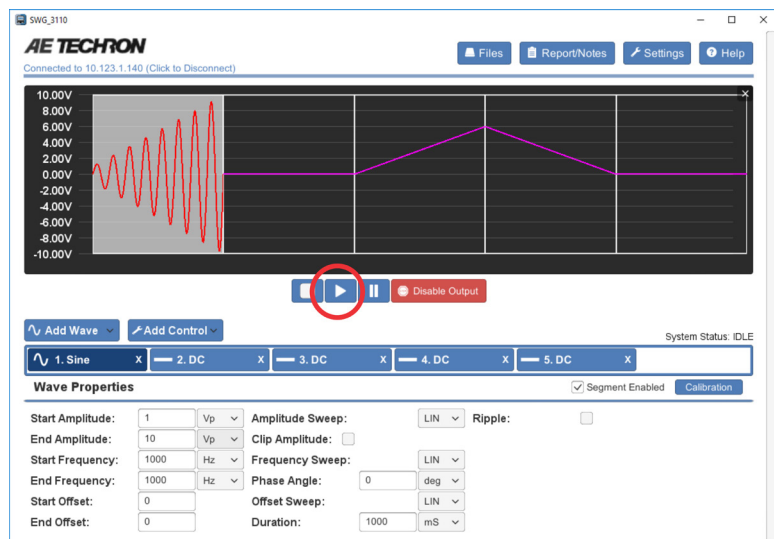 SWG_3110
AE TECHRON
Files Report/Notes Settings Help
Connected to 10.123.1.140 (Click to Disconnect)
10.00V
8.00V
6.00V
4.00V
2.00V
0.00V
-2.00V
-4.00V
-6.00V
-8.00V
-10.00V
Disable Output
Add Wave Add Control
System Status: IDLE
1. Sine X 2. DC X 3. DC X 4. DC X 5. DC X
Wave Properties Segment Enabled Calibration
Start Amplitude: 1 Vp Amplitude Sweep: LIN Ripple:
End Amplitude: 10 Vp Clip Amplitude:
Start Frequency: 1000 Hz Frequency Sweep: LIN
End Frequency: 1000 Hz Phase Angle: 0 deg
Start Offset: 0 Offset Sweep: LIN
End Offset: 0 Duration: 1000 mS